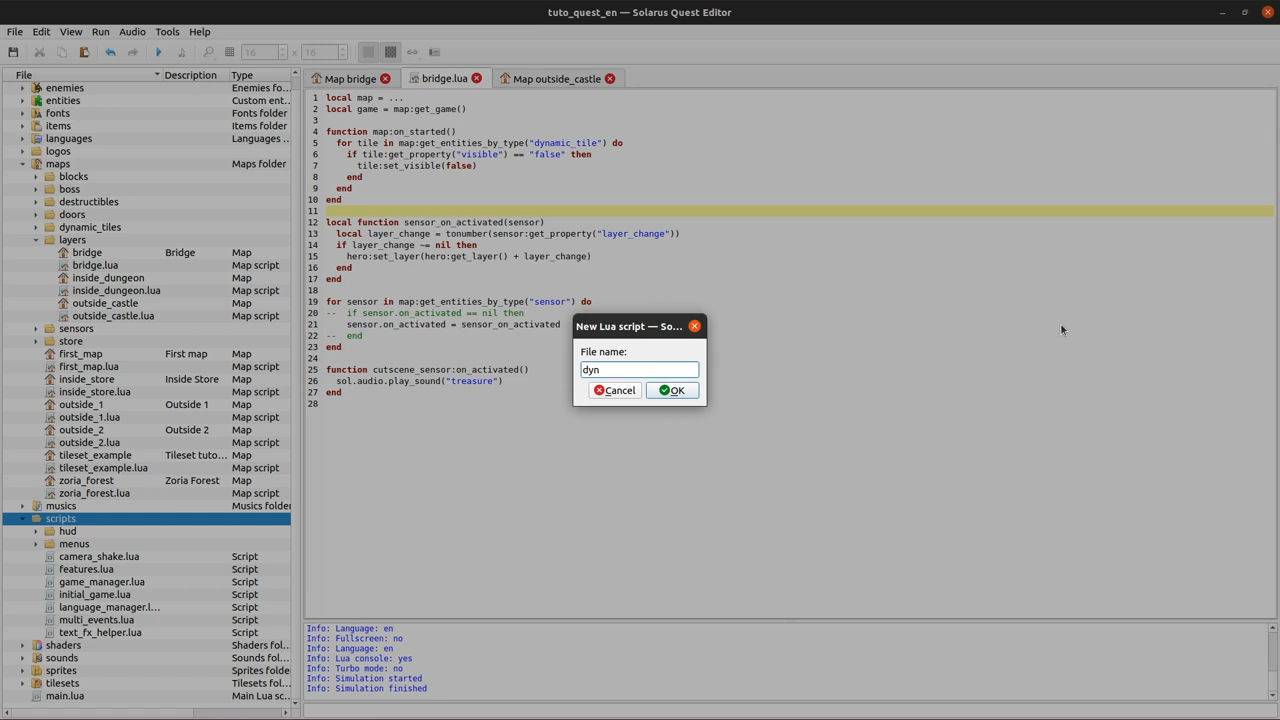 tuto_quest_en — Solarus Quest Editor
File Edit View Run Audio Tools Help
16 x 16
File Description Type
enemies Enemies fo...
entities Custom ent...
fonts Fonts folder
items Items folder
languages Languages ...
logos
maps Maps folder
blocks
boss
destructibles
doors
dynamic_tiles
layers
bridge Bridge Map
bridge.lua Map script
inside_dungeon Map
inside_dungeon.lua Map script
outside_castle Map
outside_castle.lua Map script
sensors
store
first_map First map Map
first_map.lua Map script
inside_store Inside Store Map
inside_store.lua Map script
outside_1 Outside 1 Map
outside_1.lua Map script
outside_2 Outside 2 Map
outside_2.lua Map script
tileset_example Tileset tuto... Map
tileset_example.lua Map script
zoria_forest Zoria Forest Map
zoria_forest.lua Map script
musics Musics folder
scripts
hud
menus
camera_shake.lua Script
features.lua Script
game_manager.lua Script
initial_game.lua Script
language_manager.l... Script
multi_events.lua Script
text_fx_helper.lua Script
shaders Shaders fol...
sounds Sounds fol...
sprites Sprites folder
tilesets Tilesets fol...
main.lua Main Lua sc...
Map bridge bridge.lua Map outside_castle
1 local map = ...
2 local game = map:get_game()
3
4 function map:on_started()
5 for tile in map:get_entities_by_type("dynamic_tile") do
6 if tile:get_property("visible") == "false" then
7 tile:set_visible(false)
8 end
9 end
10 end
11
12 local function sensor_on_activated(sensor)
13 local layer_change = tonumber(sensor:get_property("layer_change"))
14 if layer_change ~= nil then
15 hero:set_layer(hero:get_layer() + layer_change)
16 end
17 end
18
19 for sensor in map:get_entities_by_type("sensor") do
20 -- if sensor.on_activated == nil then
21 sensor.on_activated = sensor_on_activated
22 -- end
23 end
24
25 function cutscene_sensor:on_activated()
26 sol.audio.play_sound("treasure")
27 end
28
New Lua script — So...
File name:
dyn
Cancel OK
Info: Language: en
Info: Fullscreen: no
Info: Language: en
Info: Lua console: yes
Info: Turbo mode: no
Info: Simulation started
Info: Simulation finished